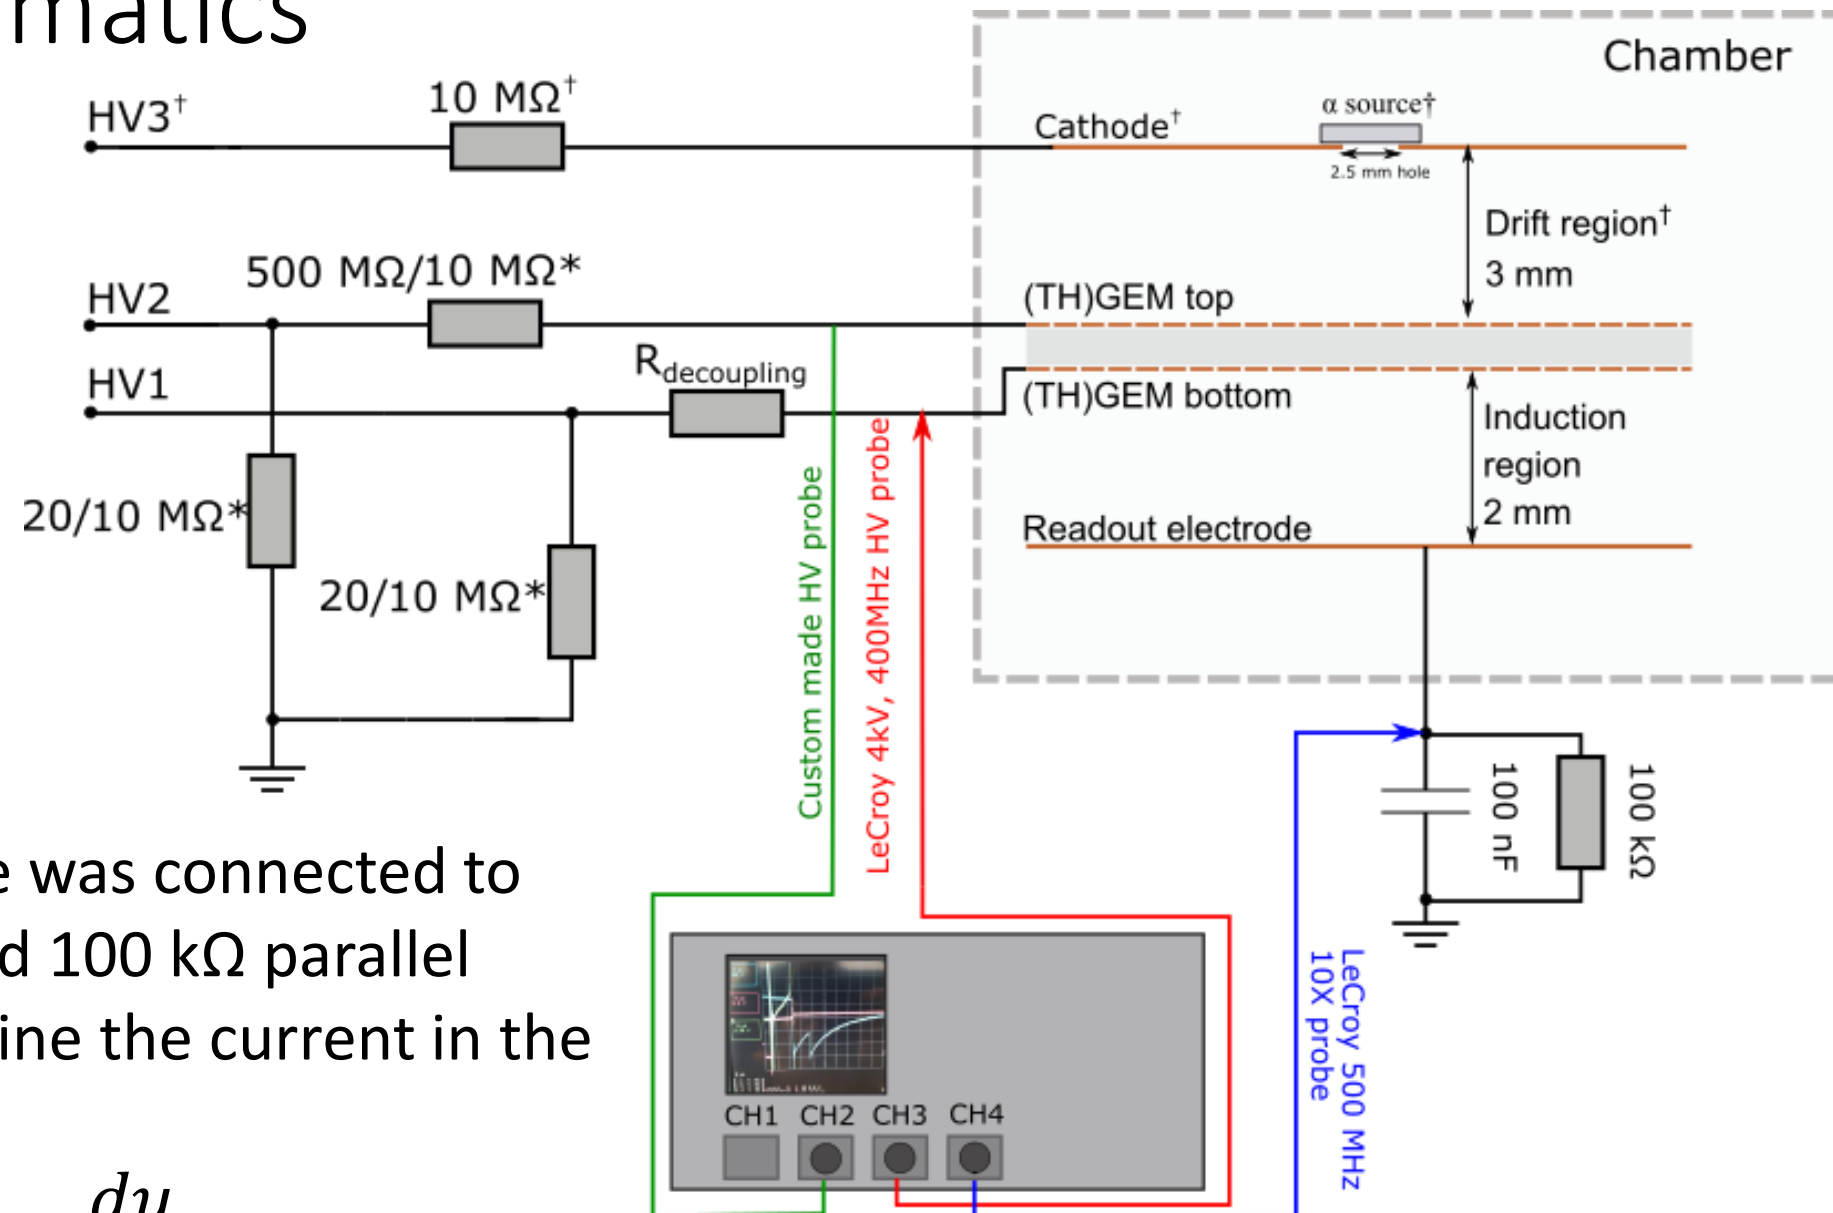 matics
Chamber
HV3†
10 MΩ†
Cathode†
α source†
2.5 mm hole
Drift region†
3 mm
HV2
500 MΩ/10 MΩ*
(TH)GEM top
HV1
Rdecoupling
(TH)GEM bottom
Induction
region
2 mm
20/10 MΩ*
20/10 MΩ*
Readout electrode
Custom made HV probe
LeCroy 4kV, 400MHz HV probe
100 nF
100 kΩ
e was connected to
d 100 kΩ parallel
ine the current in the
LeCroy 500 MHz
10X probe
CH1 CH2 CH3 CH4